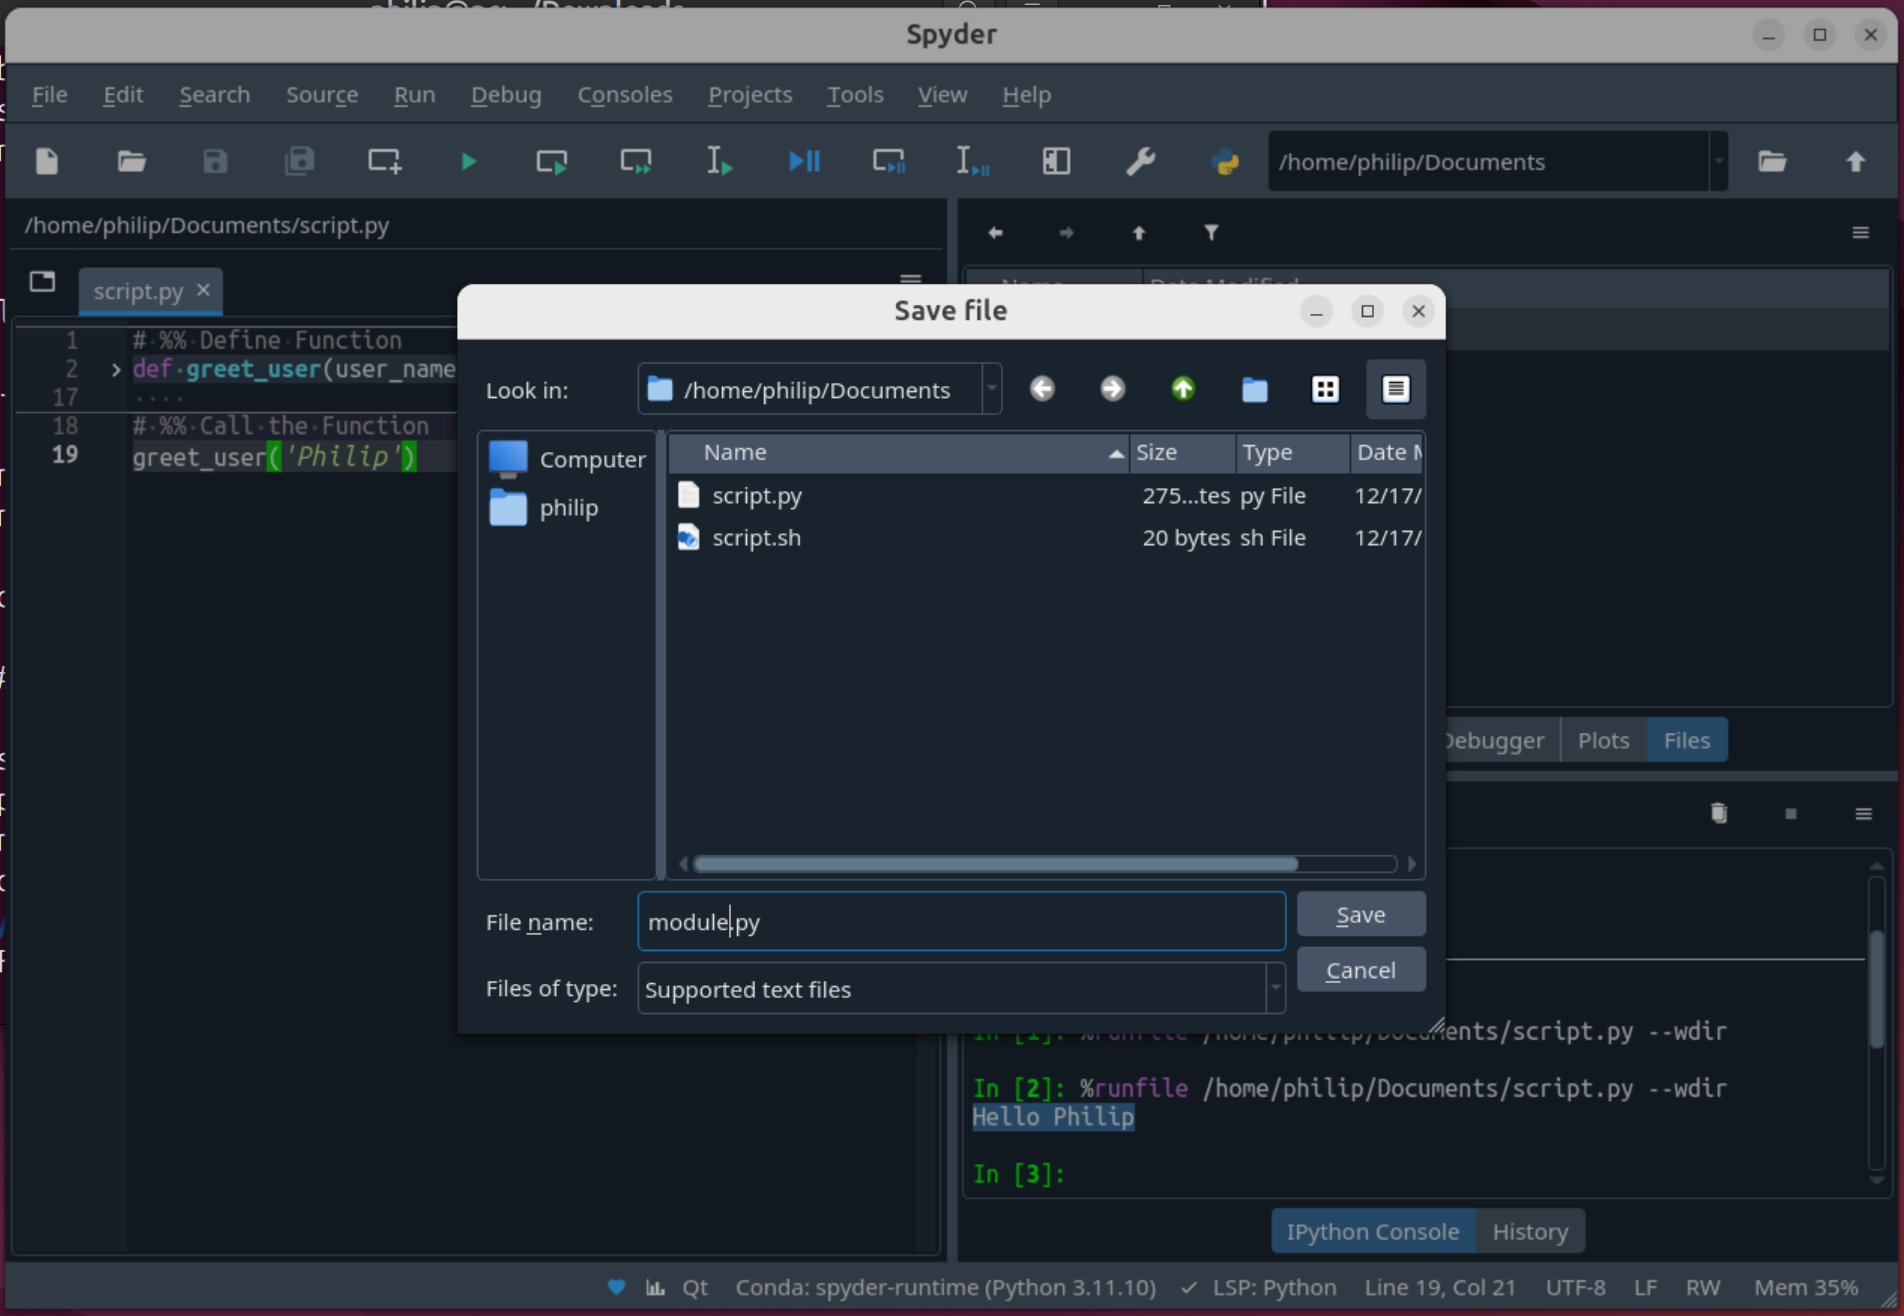 Spyder
File Edit Search Source Run Debug Consoles Projects Tools View Help
/home/philip/Documents
/home/philip/Documents/script.py
script.py
1 # %% Define Function
2 def greet_user(user_name
17
18 # %% Call the Function
19 greet_user('Philip')
Save file
Look in: /home/philip/Documents
Computer
philip
Name Size Type Date M
script.py 275...tes py File 12/17/
script.sh 20 bytes sh File 12/17/
File name: module.py
Save
Files of type: Supported text files
Cancel
Debugger Plots Files
In [1]: %runfile /home/philip/Documents/script.py --wdir
In [2]: %runfile /home/philip/Documents/script.py --wdir
Hello Philip
In [3]:
IPython Console History
Qt Conda: spyder-runtime (Python 3.11.10) LSP: Python Line 19, Col 21 UTF-8 LF RW Mem 35%